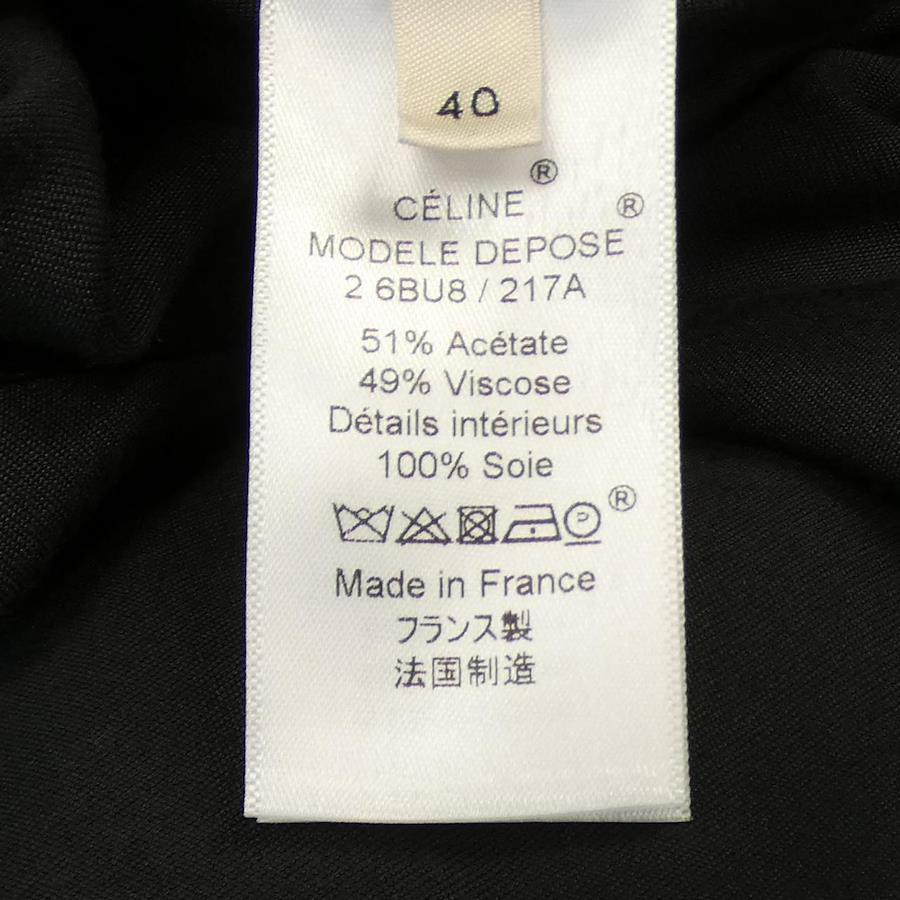 40
CÉLINE ®
MODELE DEPOSE ®
2 6BU8 / 217A
51% Acétate
49% Viscose
Détails intérieurs
100% Soie
P ®
Made in France
フランス製
法国制造